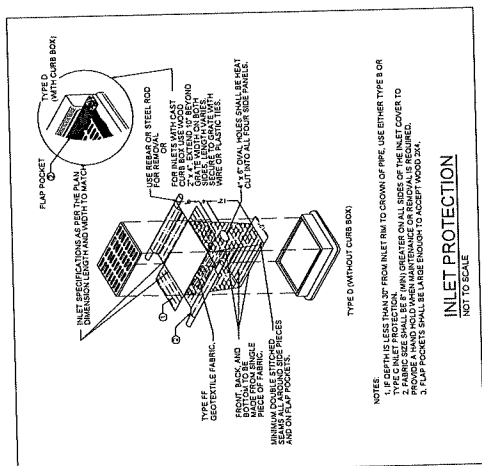 FLAP POCKET
②
TYPE D
(WITH CURB BOX)
INLET SPECIFICATIONS AS PER THE PLAN
DIMENSION LENGTH AND WIDTH TO MATCH
USE REBAR OR STEEL ROD
FOR REMOVAL
OR
FOR INLETS WITH CAST
CURB BOX USE WOOD
2" x 4", EXTEND 10" BEYOND
GRATE WIDTH ON BOTH
SIDES, LENGTH VARIES.
SECURE TO GRATE WITH
WIRE OR PLASTIC TIES.
4" x 6" OVAL HOLES SHALL BE HEAT
CUT INTO ALL FOUR SIDE PANELS.
①
②
TYPE FF
GEOTEXTILE FABRIC,
FRONT, BACK, AND
BOTTOM TO BE
MADE FROM SINGLE
PIECE OF FABRIC.
MINIMUM DOUBLE STITCHED
SEAMS ALL AROUND SIDE PIECES
AND ON FLAP POCKETS.
TYPE D (WITHOUT CURB BOX)
NOTES:
1. IF DEPTH IS LESS THAN 30" FROM INLET RIM TO CROWN OF PIPE, USE EITHER TYPE B OR
TYPE C INLET PROTECTION.
2. FABRIC SIZE SHALL BE 8" (MIN) GREATER ON ALL SIDES OF THE INLET COVER TO
PROVIDE A HAND HOLD WHEN MAINTENANCE OR REMOVAL IS REQUIRED.
3. FLAP POCKETS SHALL BE LARGE ENOUGH TO ACCEPT WOOD 2X4.
INLET PROTECTION
NOT TO SCALE